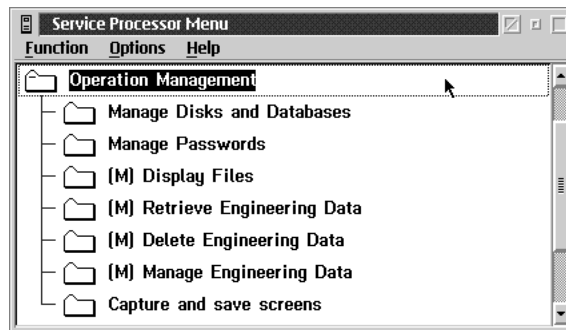 Service Processor Menu
Function Options Help
Operation Management
Manage Disks and Databases
Manage Passwords
(M) Display Files
(M) Retrieve Engineering Data
(M) Delete Engineering Data
(M) Manage Engineering Data
Capture and save screens